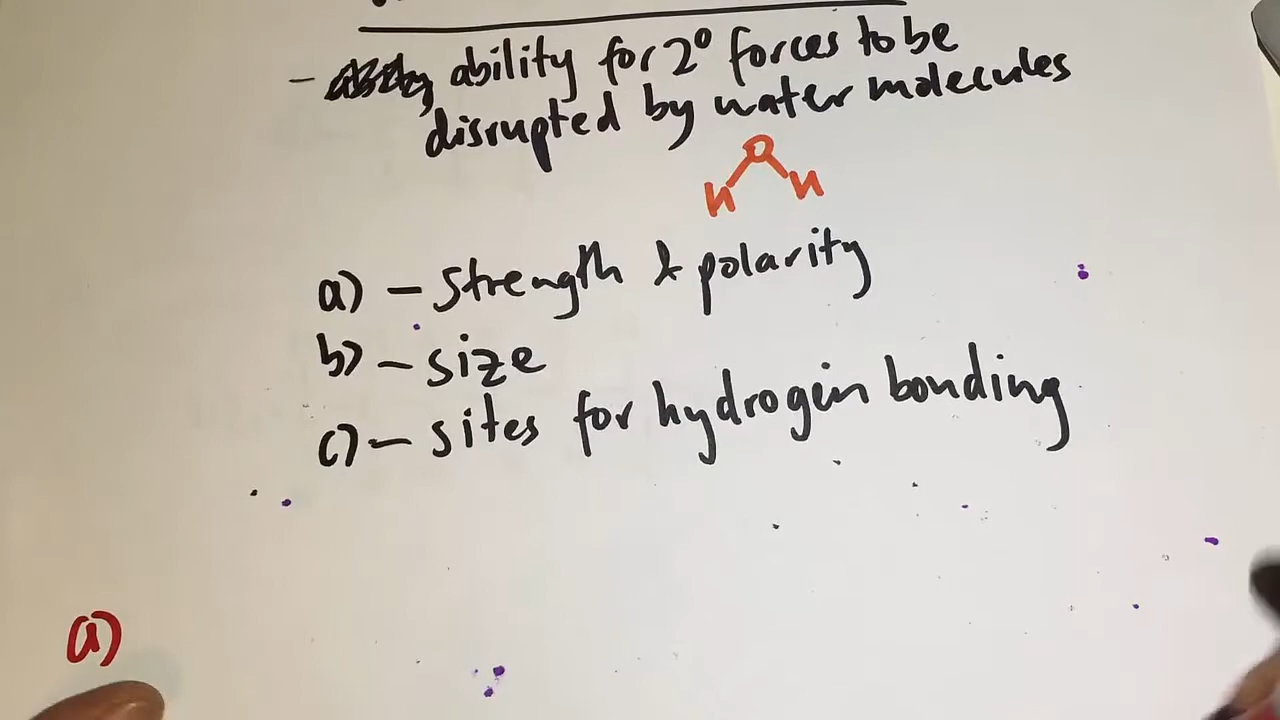 - ability for 2° forces to be
disrupted by water molecules
O
H H
a) - strength & polarity
b) - size
c) - sites for hydrogen bonding
a)